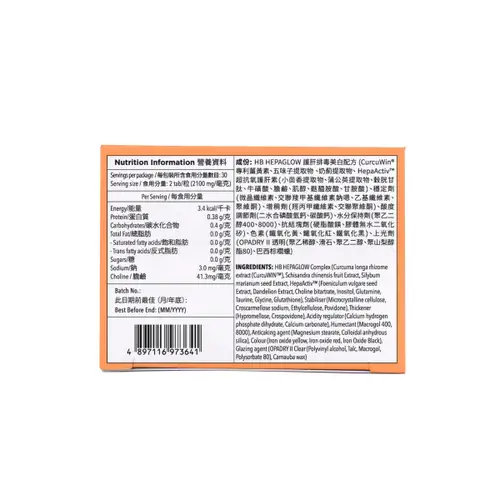 Nutrition Information 營養資料
Servings per package / 每包裝所含食用分量數目: 30
Serving size / 食用分量: 2 tab/粒 (2100 mg/毫克)
Per Serving / 每食用分量
Energy/能量 3.4 kcal/千卡
Protein/蛋白質 0.38 g/克
Carbohydrates/碳水化合物 0.4 g/克
Total Fat/總脂肪 0.0 g/克
- Saturated fatty acids/飽和脂肪 0.0 g/克
- Trans fatty acids/反式脂肪 0.0 g/克
Sugars/糖 0.0 g/克
Sodium/鈉 3.0 mg/毫克
Choline / 膽鹼 41.3mg/毫克
Batch No.:
此日期前最佳 (月/年底):
Best Before End: (MM/YYYY)
4 897116 973641
成份: HB HEPAGLOW 護肝排毒美白配方 (CurcuWin®
專利薑黃素、五味子提取物、奶薊提取物、HepaActiv™
超抗氧護肝素 (小茴香提取物、蒲公英提取物、穀胱甘
肽、牛磺酸、膽鹼、肌醇、麩醯胺酸、甘胺酸)、穩定劑
(微晶纖維素、交聯羧甲基纖維素鈉、乙基纖維素、
聚維酮)、增稠劑 (羥丙甲纖維素、交聯聚維酮)、酸度
調節劑 (二水合磷酸氫鈣、碳酸鈣)、水分保持劑 (聚乙二
醇400~8000)、抗結塊劑 (硬脂酸鎂、膠體無水二氧化
矽)、色素 (氧化鐵黃、氧化鐵紅、氧化鐵黑)、上光劑
(OPADRY II 透明 (聚乙烯醇、滑石、聚乙二醇、聚山梨醇
酯80)、巴西棕櫚蠟)
INGREDIENTS: HB HEPAGLOW Complex (Curcuma longa rhizome
extract (CurcuWIN™), Schisandra chinensis fruit Extract, Silybum
marianum seed Extract, HepaActiv™ (Foeniculum vulgare seed
Extract, Dandelion Extract, Choline bitartrate, Inositol, Glutamine,
Taurine, Glycine, Glutathione), Stabiliser (Microcystalline cellulose,
Croscarmellose sodium, Ethylcellulose, Povidone), Thickener
(Hypromellose, Crospovidone), Acidity regulator (Calcium hydrogen
phosphate dihydrate, Calcium carbonate), Humectant (Macrogol 400,
8000), Anticaking agent (Magnesium stearate, Colloidal anhydrous
silica), Colour (Iron oxide yellow, Iron oxide red, Iron Oxide Black),
Glazing agent (OPADRY II Clear (Polyvinyl alcohol, Talc, Macrogol,
Polysorbate 80), Carnauba wax)